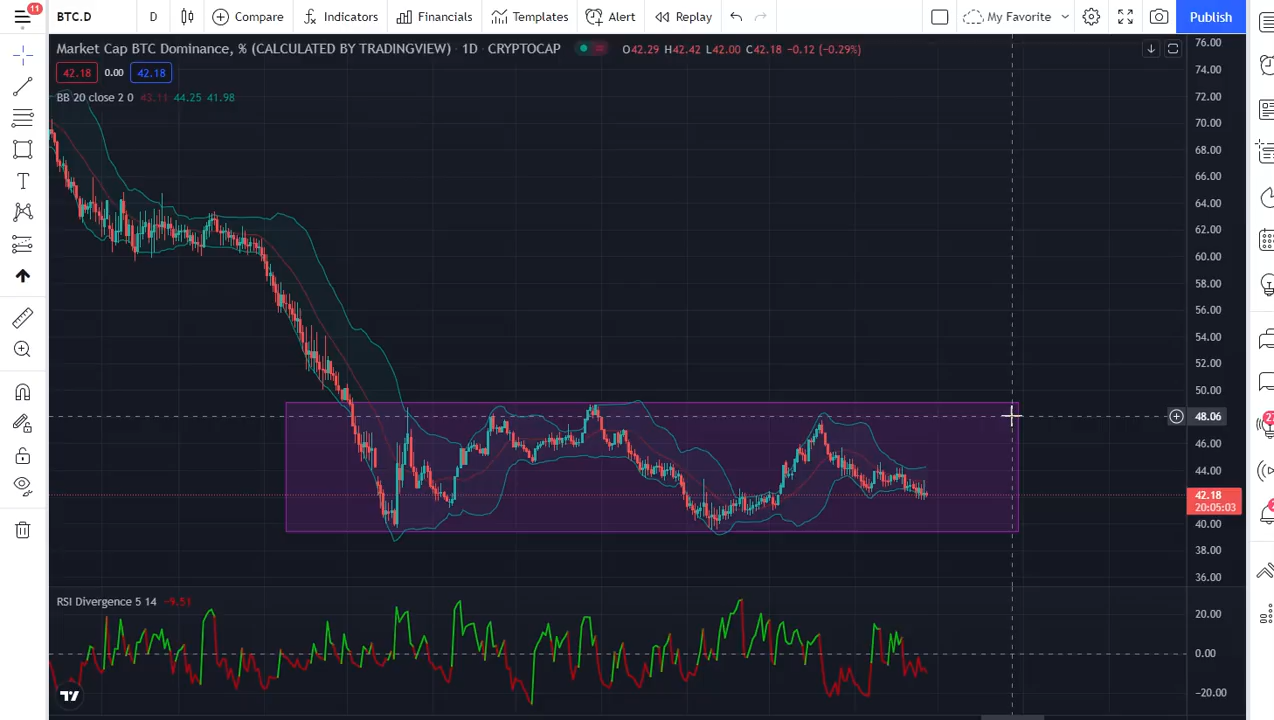 11
BTC.D
D
Compare
Indicators
Financials
Templates
Alert
Replay
My Favorite
Publish
Market Cap BTC Dominance, % (CALCULATED BY TRADINGVIEW) · 1D · CRYPTOCAP
O42.29 H42.42 L42.00 C42.18 −0.12 (−0.29%)
42.18 0.00 42.18
BB 20 close 2 0 43.11 44.25 41.98
76.00
74.00
72.00
70.00
68.00
66.00
64.00
62.00
60.00
58.00
56.00
54.00
52.00
50.00
48.06
46.00
44.00
42.18
20:05:03
40.00
38.00
36.00
RSI Divergence 5 14 −9.51
20.00
0.00
−20.00